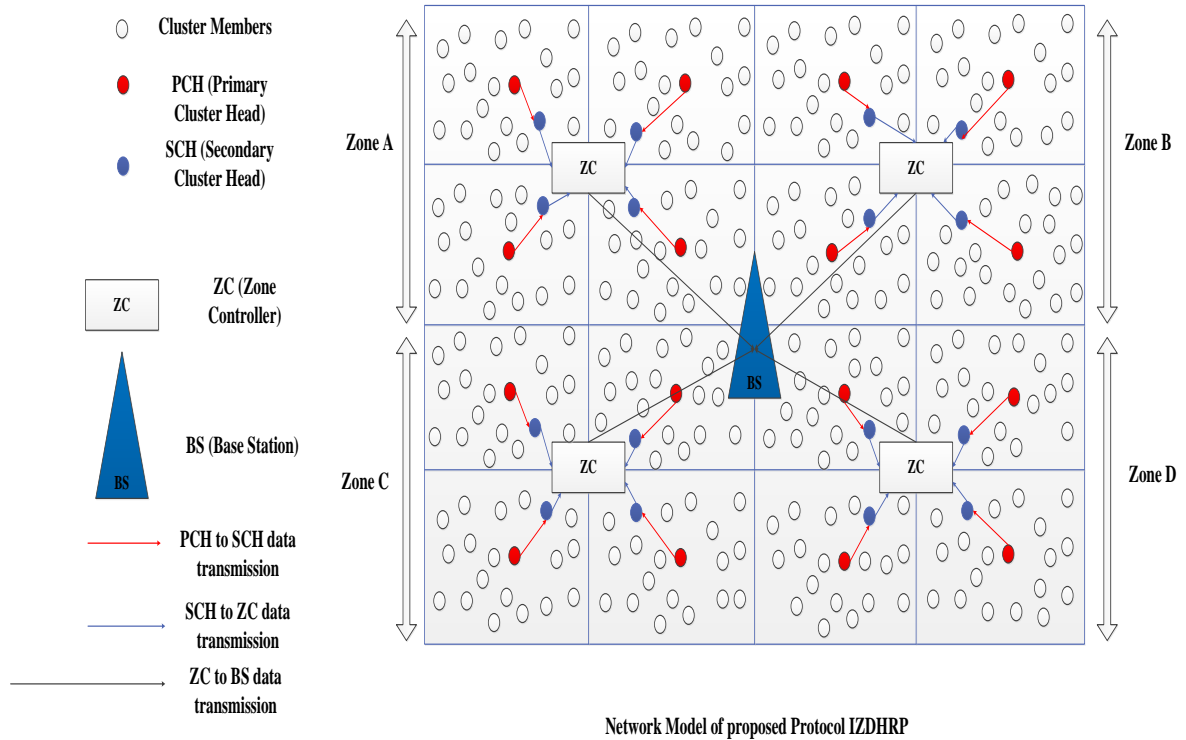 Cluster Members
PCH (Primary
Cluster Head)
SCH (Secondary
Cluster Head)
ZC
ZC (Zone
Controller)
BS
BS (Base Station)
PCH to SCH data
transmission
SCH to ZC data
transmission
ZC to BS data
transmission
Zone A
ZC
ZC
Zone B
BS
Zone C
ZC
ZC
Zone D
Network Model of proposed Protocol IZDHRP